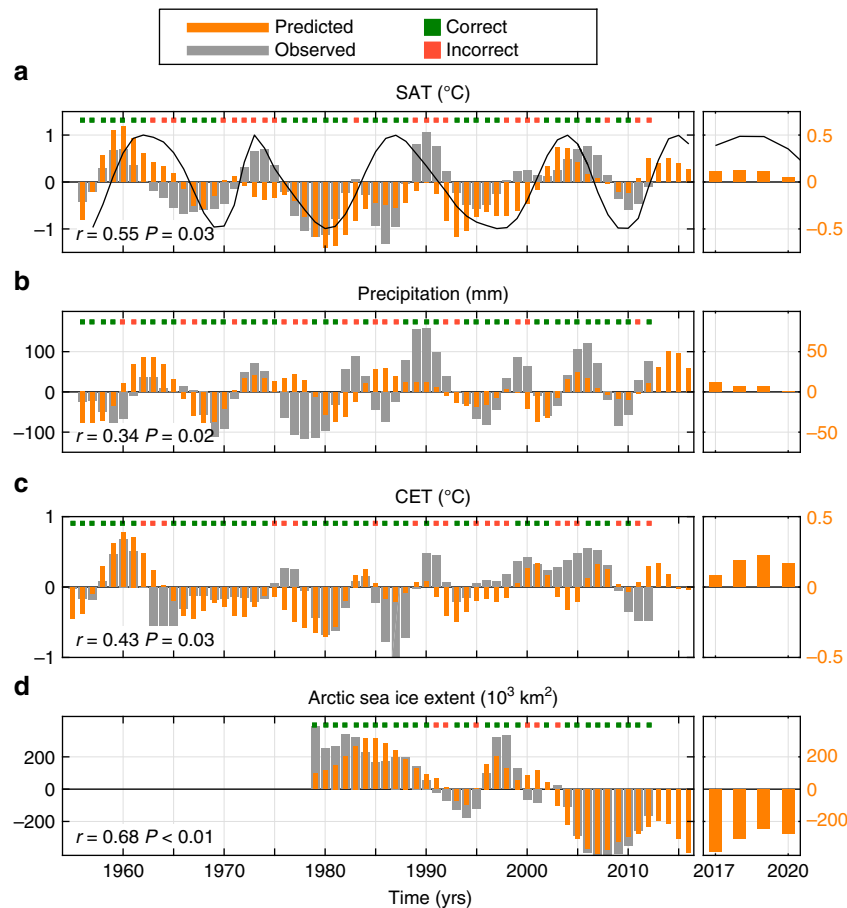 Predicted Correct
Observed Incorrect
a
SAT (°C)
1 0.5
0 0
−1 −0.5
r = 0.55 P = 0.03
b
Precipitation (mm)
100 50
0 0
−100 −50
r = 0.34 P = 0.02
c
CET (°C)
1 0.5
0 0
−1 −0.5
r = 0.43 P = 0.03
d
Arctic sea ice extent (10³ km²)
200 200
0 0
−200 −200
r = 0.68 P < 0.01
1960 1970 1980 1990 2000 2010 2017 2020
Time (yrs)